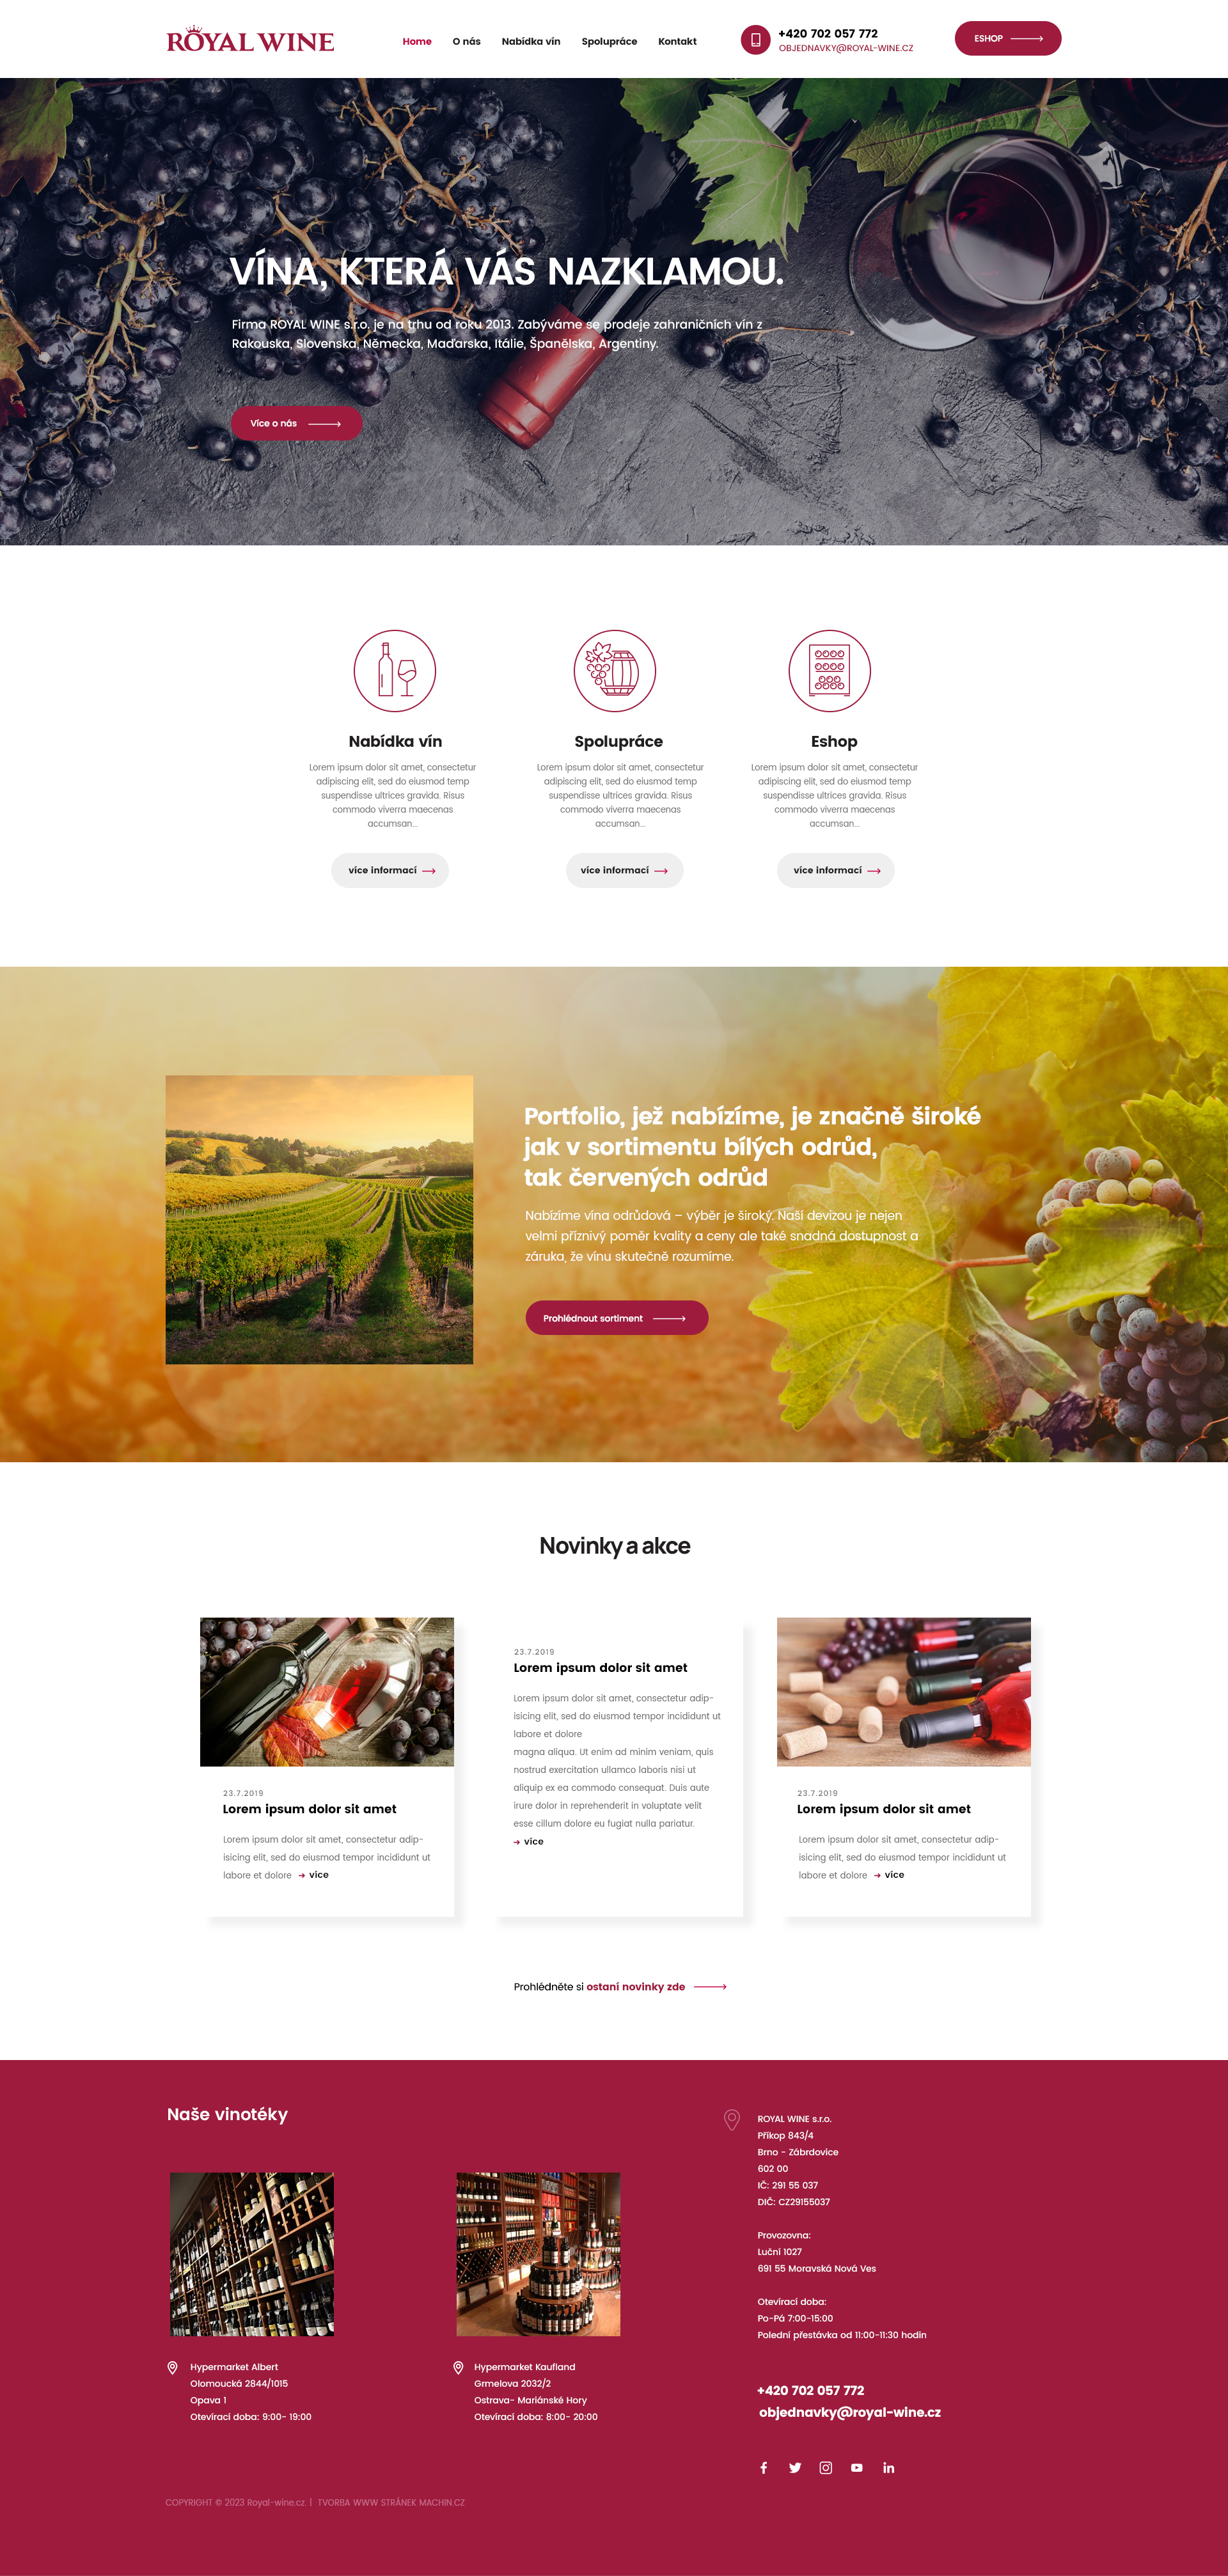 ROYAL WINE
Home O nás Nabídka vín Spolupráce Kontakt
+420 702 057 772
OBJEDNAVKY@ROYAL-WINE.CZ
ESHOP
VÍNA, KTERÁ VÁS NAZKLAMOU.
Firma ROYAL WINE s.r.o. je na trhu od roku 2013. Zabýváme se prodeje zahraničních vín z
Rakouska, Slovenska, Německa, Maďarska, Itálie, Španělska, Argentiny.
Více o nás
Nabídka vín
Lorem ipsum dolor sit amet, consectetur
adipiscing elit, sed do eiusmod temp
suspendisse ultrices gravida. Risus
commodo viverra maecenas
accumsan...
více informací
Spolupráce
Lorem ipsum dolor sit amet, consectetur
adipiscing elit, sed do eiusmod temp
suspendisse ultrices gravida. Risus
commodo viverra maecenas
accumsan...
více informací
Eshop
Lorem ipsum dolor sit amet, consectetur
adipiscing elit, sed do eiusmod temp
suspendisse ultrices gravida. Risus
commodo viverra maecenas
accumsan...
více informací
Portfolio, jež nabízíme, je značně široké
jak v sortimentu bílých odrůd,
tak červených odrůd
Nabízíme vína odrůdová – výběr je široký. Naší devizou je nejen
velmi příznivý poměr kvality a ceny ale také snadná dostupnost a
záruka, že vínu skutečně rozumíme.
Prohlédnout sortiment
Novinky a akce
23.7.2019
Lorem ipsum dolor sit amet
Lorem ipsum dolor sit amet, consectetur adip-
isicing elit, sed do eiusmod tempor incididunt ut
labore et dolore více
23.7.2019
Lorem ipsum dolor sit amet
Lorem ipsum dolor sit amet, consectetur adip-
isicing elit, sed do eiusmod tempor incididunt ut
labore et dolore
magna aliqua. Ut enim ad minim veniam, quis
nostrud exercitation ullamco laboris nisi ut
aliquip ex ea commodo consequat. Duis aute
irure dolor in reprehenderit in voluptate velit
esse cillum dolore eu fugiat nulla pariatur.
více
23.7.2019
Lorem ipsum dolor sit amet
Lorem ipsum dolor sit amet, consectetur adip-
isicing elit, sed do eiusmod tempor incididunt ut
labore et dolore více
Prohlédněte si ostaní novinky zde
Naše vinotéky
Hypermarket Albert
Olomoucká 2844/1015
Opava 1
Otevírací doba: 9:00- 19:00
Hypermarket Kaufland
Grmelova 2032/2
Ostrava- Mariánské Hory
Otevírací doba: 8:00- 20:00
ROYAL WINE s.r.o.
Příkop 843/4
Brno - Zábrdovice
602 00
IČ: 291 55 037
DIČ: CZ29155037
Provozovna:
Luční 1027
691 55 Moravská Nová Ves
Otevírací doba:
Po-Pá 7:00-15:00
Polední přestávka od 11:00-11:30 hodin
+420 702 057 772
objednavky@royal-wine.cz
COPYRIGHT © 2023 Royal-wine.cz. | TVORBA WWW STRÁNEK MACHIN.CZ